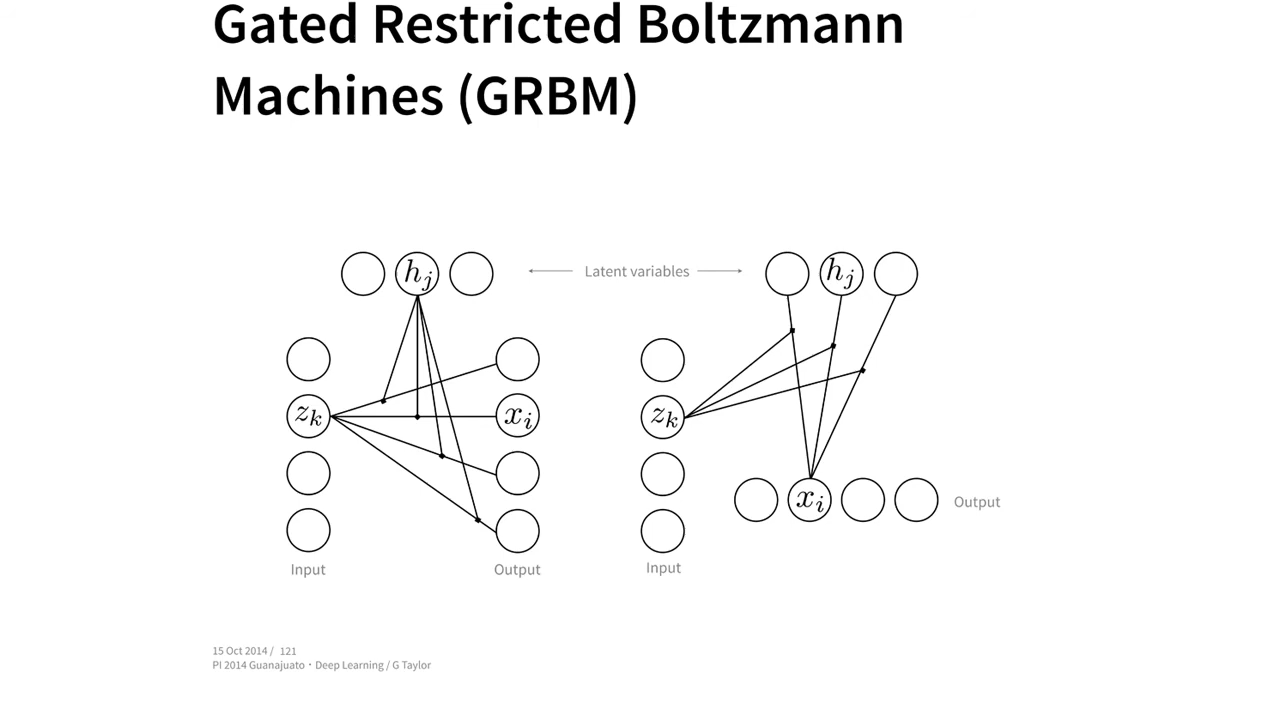 Gated Restricted Boltzmann
Machines (GRBM)
h_j
Latent variables
h_j
z_k
x_i
z_k
x_i
Output
Input
Output
Input
15 Oct 2014 / 121
PI 2014 Guanajuato · Deep Learning / G Taylor